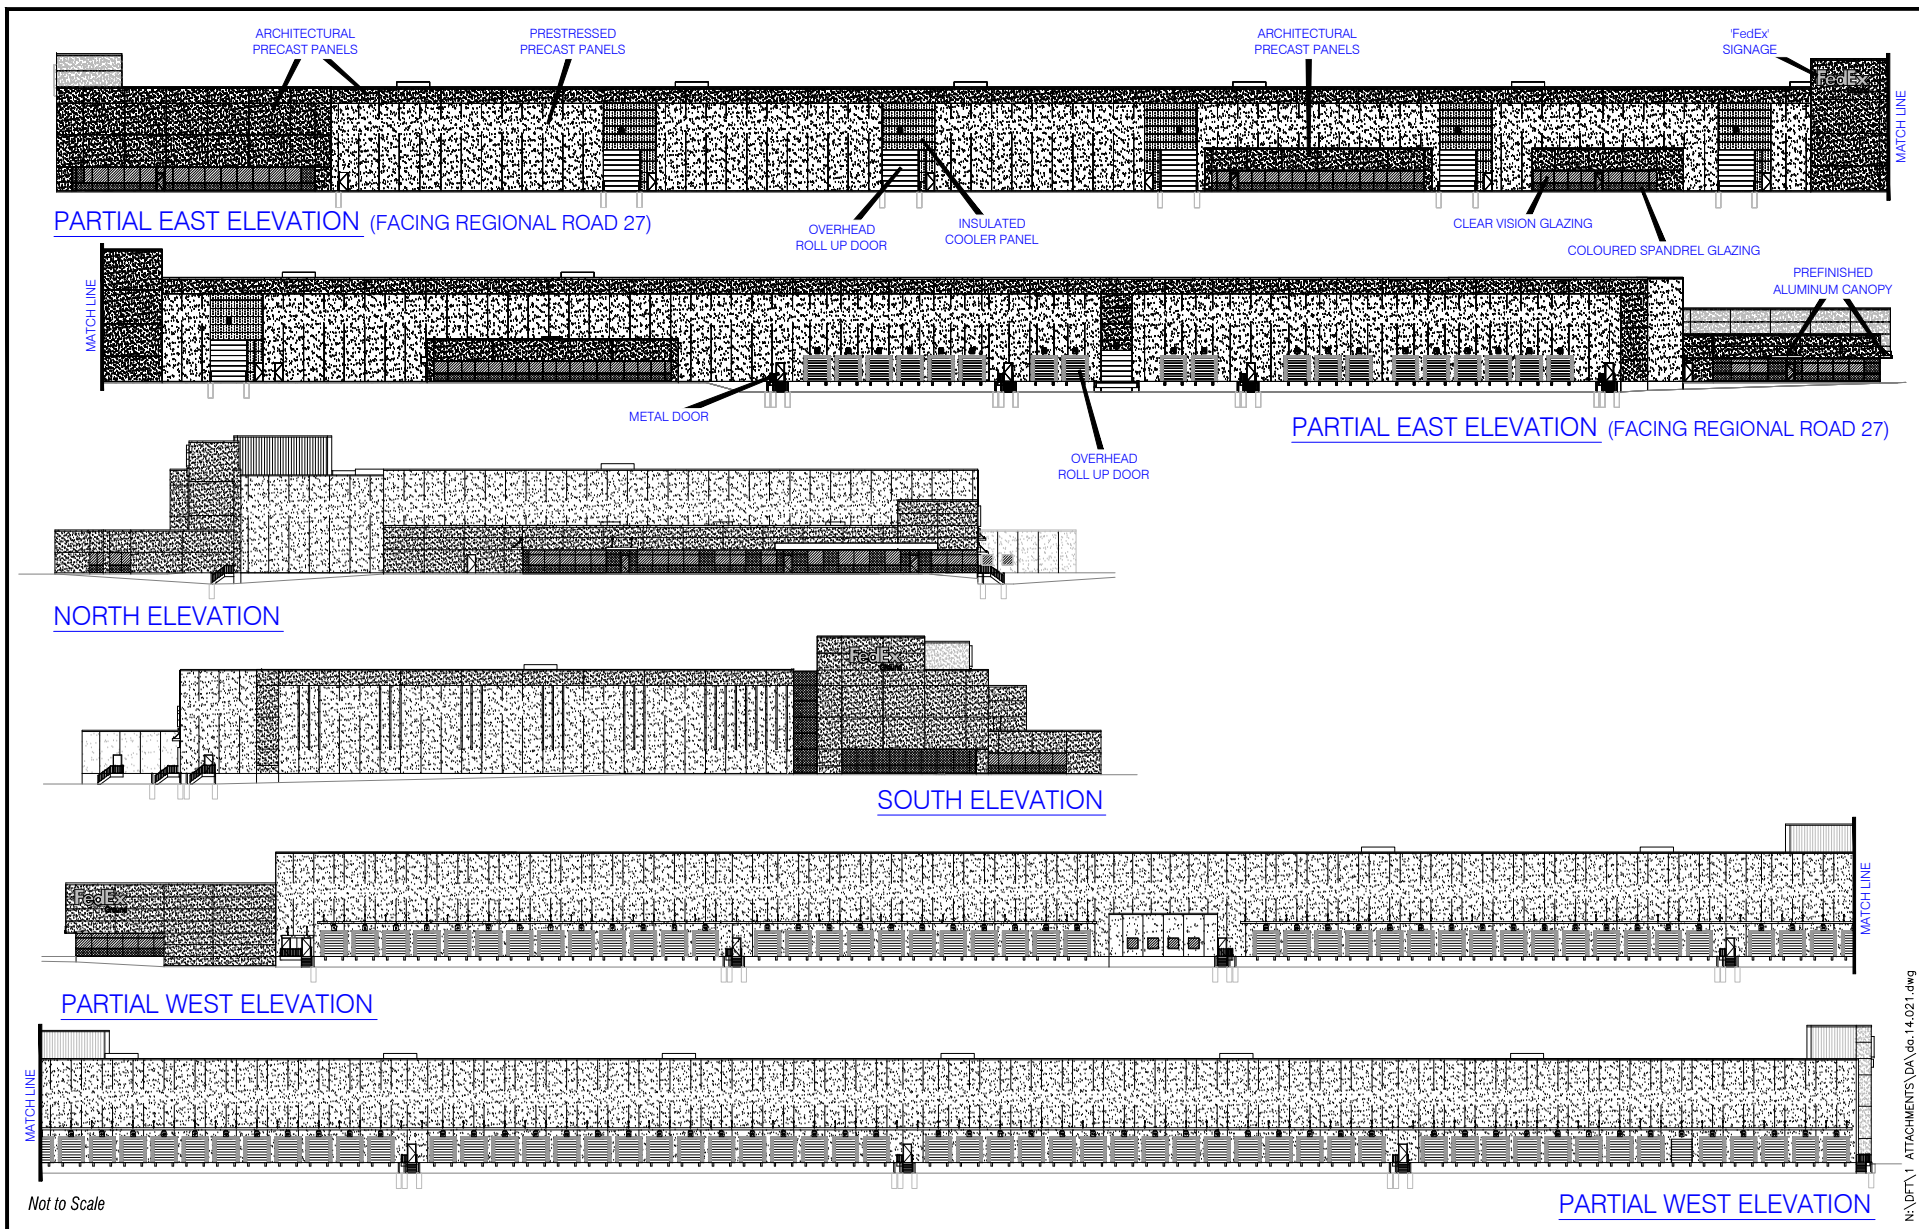 ARCHITECTURAL
PRECAST PANELS
PRESTRESSED
PRECAST PANELS
ARCHITECTURAL
PRECAST PANELS
'FedEx'
SIGNAGE
FedEx
MATCH LINE
PARTIAL EAST ELEVATION (FACING REGIONAL ROAD 27)
OVERHEAD
ROLL UP DOOR
INSULATED
COOLER PANEL
CLEAR VISION GLAZING
COLOURED SPANDREL GLAZING
MATCH LINE
PREFINISHED
ALUMINUM CANOPY
METAL DOOR
OVERHEAD
ROLL UP DOOR
PARTIAL EAST ELEVATION (FACING REGIONAL ROAD 27)
NORTH ELEVATION
FedEx
Ground
SOUTH ELEVATION
FedEx
Ground
MATCH LINE
PARTIAL WEST ELEVATION
MATCH LINE
Not to Scale
PARTIAL WEST ELEVATION
N:\DFT\1 ATTACHMENTS\DA\da.14.021.dwg